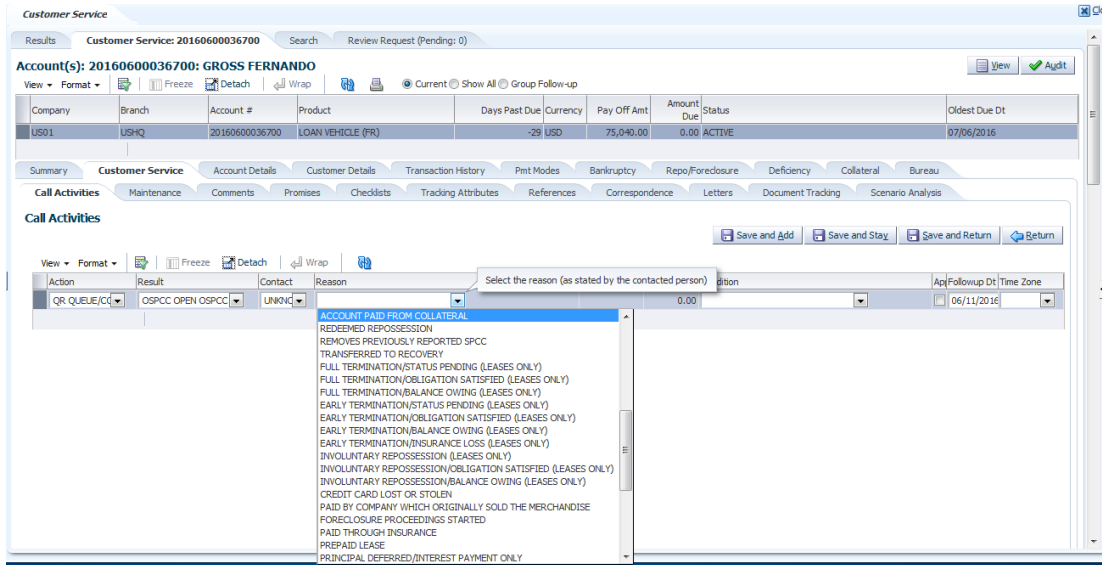 Customer Service
Results Customer Service: 20160600036700 Search Review Request (Pending: 0)
Account(s): 20160600036700: GROSS FERNANDO
View Audit
View Format Freeze Detach Wrap Current Show All Group Follow-up
Company Branch Account # Product Days Past Due Currency Pay Off Amt Amount Due Status Oldest Due Dt
US01 USHQ 20160600036700 LOAN VEHICLE (FR) -29 USD 75,040.00 0.00 ACTIVE 07/06/2016
Summary Customer Service Account Details Customer Details Transaction History Pmt Modes Bankruptcy Repo/Foreclosure Deficiency Collateral Bureau
Call Activities Maintenance Comments Promises Checklists Tracking Attributes References Correspondence Letters Document Tracking Scenario Analysis
Call Activities
Save and Add Save and Stay Save and Return Return
View Format Freeze Detach Wrap
Select the reason (as stated by the contacted person)
Action Result Contact Reason dition Ap Followup Dt Time Zone
QR QUEUE/CC OSPCC OPEN OSPCC UNKNC 0.00 06/11/2016
ACCOUNT PAID FROM COLLATERAL
REDEEMED REPOSSESSION
REMOVES PREVIOUSLY REPORTED SPCC
TRANSFERRED TO RECOVERY
FULL TERMINATION/STATUS PENDING (LEASES ONLY)
FULL TERMINATION/OBLIGATION SATISFIED (LEASES ONLY)
FULL TERMINATION/BALANCE OWING (LEASES ONLY)
EARLY TERMINATION/STATUS PENDING (LEASES ONLY)
EARLY TERMINATION/OBLIGATION SATISFIED (LEASES ONLY)
EARLY TERMINATION/BALANCE OWING (LEASES ONLY)
EARLY TERMINATION/INSURANCE LOSS (LEASES ONLY)
INVOLUNTARY REPOSSESSION (LEASES ONLY)
INVOLUNTARY REPOSSESSION/OBLIGATION SATISFIED (LEASES ONLY)
INVOLUNTARY REPOSSESSION/BALANCE OWING (LEASES ONLY)
CREDIT CARD LOST OR STOLEN
PAID BY COMPANY WHICH ORIGINALLY SOLD THE MERCHANDISE
FORECLOSURE PROCEEDINGS STARTED
PAID THROUGH INSURANCE
PREPAID LEASE
PRINCIPAL DEFERRED/INTEREST PAYMENT ONLY